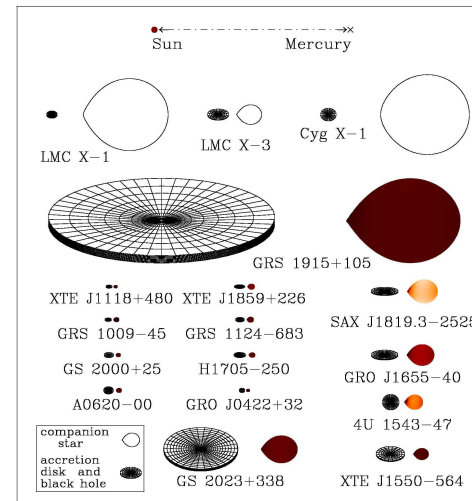 Sun Mercury
LMC X-1 LMC X-3 Cyg X-1
GRS 1915+105
XTE J1118+480 XTE J1859+226
SAX J1819.3-2525
GRS 1009-45 GRS 1124-683
GS 2000+25 H1705-250
GRO J1655-40
A0620-00 GRO J0422+32
4U 1543-47
companion
star
accretion
disk and
black hole
GS 2023+338
XTE J1550-564